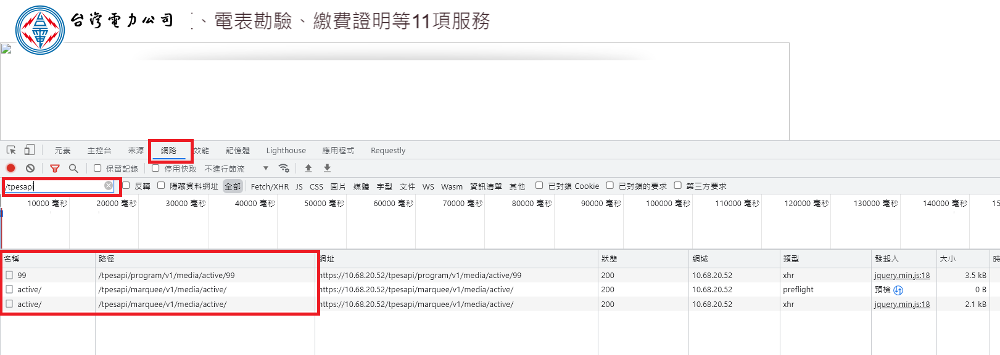 台灣電力公司 、電表勘驗、繳費證明等11項服務
元素 主控台 來源 網路 效能 記憶體 Lighthouse 應用程式 Requestly
保留記錄 停用快取 不進行節流
/tpesapi 反轉 隱藏資料網址 全部 Fetch/XHR JS CSS 圖片 媒體 字型 文件 WS Wasm 資訊清單 其他 已封鎖 Cookie 已封鎖的要求 第三方要求
10000 毫秒 20000 毫秒 30000 毫秒 40000 毫秒 50000 毫秒 60000 毫秒 70000 毫秒 80000 毫秒 90000 毫秒 100000 毫秒 110000 毫秒 120000 毫秒 130000 毫秒 140000 毫秒 15
名稱 路徑 網址 狀態 網域 類型 發起人 大小 時
99 /tpesapi/program/v1/media/active/99 https://10.68.20.52/tpesapi/program/v1/media/active/99 200 10.68.20.52 xhr jquery.min.js:18 3.5 kB
active/ /tpesapi/marquee/v1/media/active/ https://10.68.20.52/tpesapi/marquee/v1/media/active/ 200 10.68.20.52 preflight 預檢 0 B
active/ /tpesapi/marquee/v1/media/active/ https://10.68.20.52/tpesapi/marquee/v1/media/active/ 200 10.68.20.52 xhr jquery.min.js:18 2.1 kB